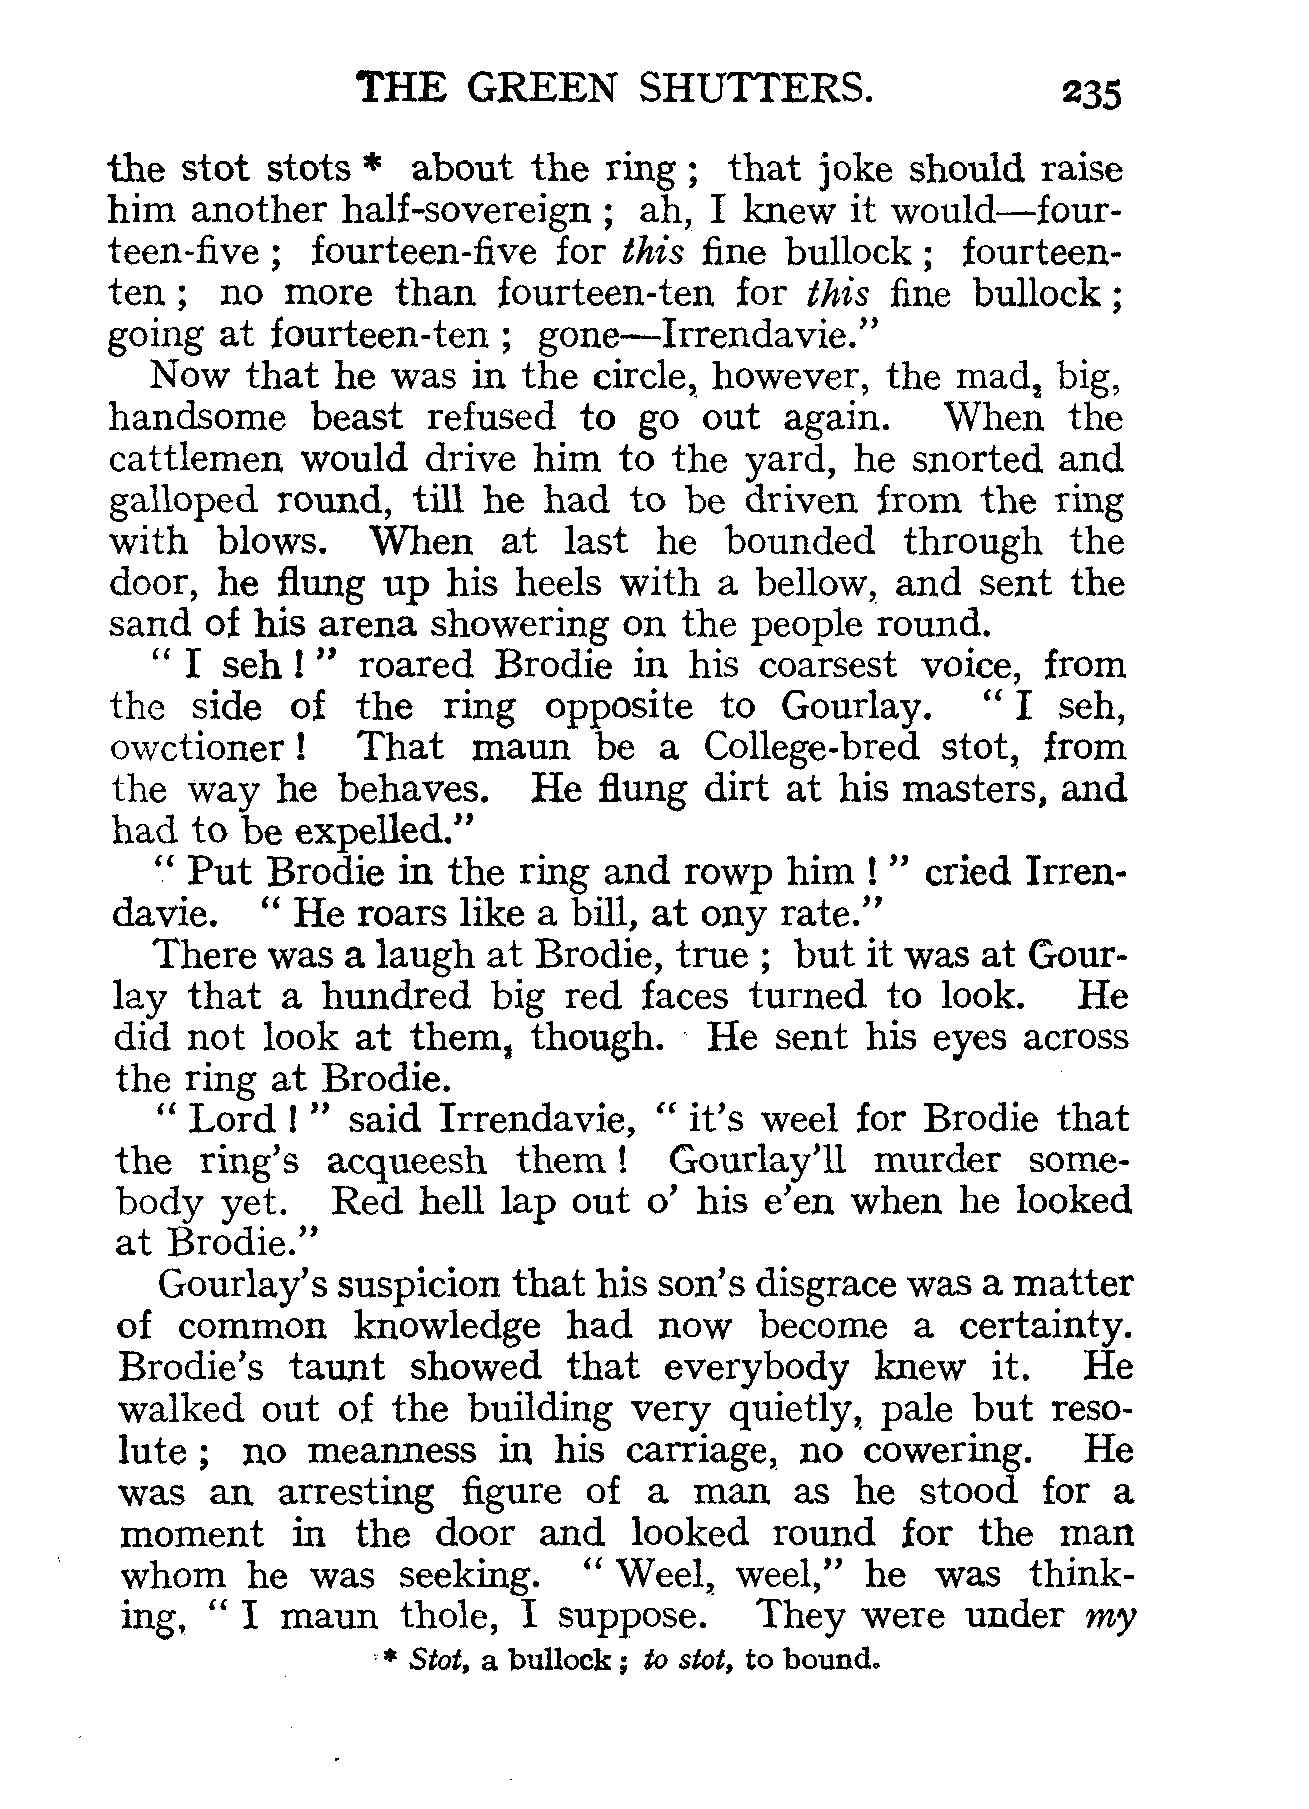 THE GREEN SHUTTERS. 235
the stot stots * about the ring ; that joke should raise
him another half-sovereign ; ah, I knew it would—four-
teen-five ; fourteen-five for this fine bullock ; fourteen-
ten ; no more than fourteen-ten for this fine bullock ;
going at fourteen-ten ; gone—Irrendavie.”
Now that he was in the circle, however, the mad, big,
handsome beast refused to go out again. When the
cattlemen would drive him to the yard, he snorted and
galloped round, till he had to be driven from the ring
with blows. When at last he bounded through the
door, he flung up his heels with a bellow, and sent the
sand of his arena showering on the people round.
“ I seh ! ” roared Brodie in his coarsest voice, from
the side of the ring opposite to Gourlay. “ I seh,
owctioner ! That maun be a College-bred stot, from
the way he behaves. He flung dirt at his masters, and
had to be expelled.”
“ Put Brodie in the ring and rowp him ! ” cried Irren-
davie. “ He roars like a bill, at ony rate.”
There was a laugh at Brodie, true ; but it was at Gour-
lay that a hundred big red faces turned to look. He
did not look at them, though. He sent his eyes across
the ring at Brodie.
“ Lord ! ” said Irrendavie, “ it’s weel for Brodie that
the ring’s acqueesh them ! Gourlay’ll murder some-
body yet. Red hell lap out o’ his e’en when he looked
at Brodie.”
Gourlay’s suspicion that his son’s disgrace was a matter
of common knowledge had now become a certainty.
Brodie’s taunt showed that everybody knew it. He
walked out of the building very quietly, pale but reso-
lute ; no meanness in his carriage, no cowering. He
was an arresting figure of a man as he stood for a
moment in the door and looked round for the man
whom he was seeking. “ Weel, weel,” he was think-
ing, “ I maun thole, I suppose. They were under my
* Stot, a bullock ; to stot, to bound.